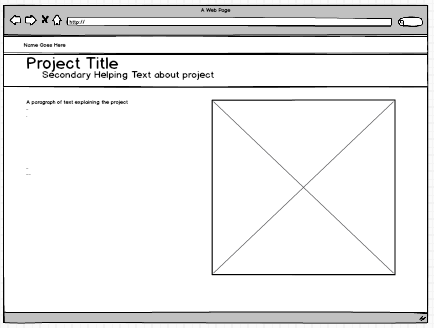 A Web Page
http://
Name Goes Here
Project Title
Secondary Helping Text about project
A paragraph of text explaining the project